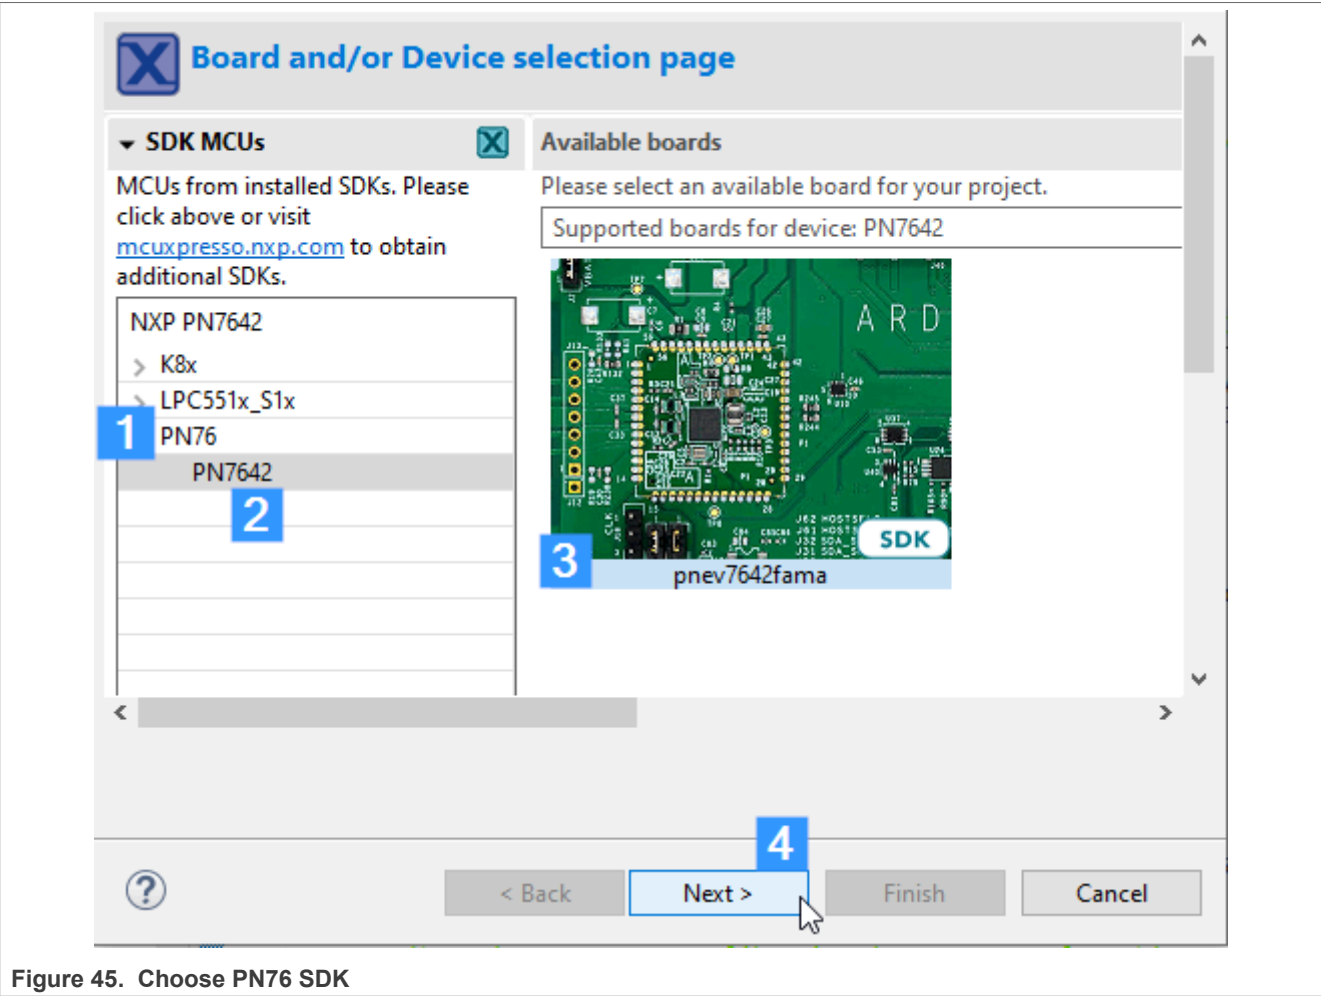 Board and/or Device selection page
SDK MCUs
MCUs from installed SDKs. Please
click above or visit
mcuxpresso.nxp.com to obtain
additional SDKs.
NXP PN7642
K8x
LPC551x_S1x
1
PN76
PN7642
2
Available boards
Please select an available board for your project.
Supported boards for device: PN7642
A R D
SDK
3
pnev7642fama
4
< Back
Next >
Finish
Cancel
Figure 45. Choose PN76 SDK